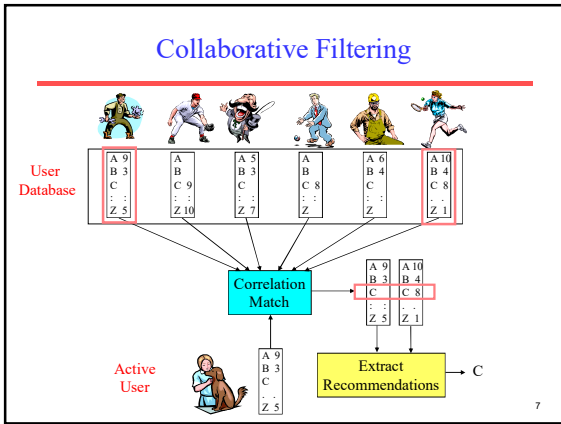 Collaborative Filtering
User
Database
A 9
B 3
C
: :
Z 5
A
B
C 9
: :
Z 10
A 5
B 3
C
: :
Z 7
A
B
C 8
: :
Z
A 6
B 4
C
: :
Z
A 10
B 4
C 8
. .
Z 1
Correlation
Match
A 9
B 3
C
: :
Z 5
A 10
B 4
C 8
. .
Z 1
Active
User
A 9
B 3
C
. .
Z 5
Extract
Recommendations
C
7